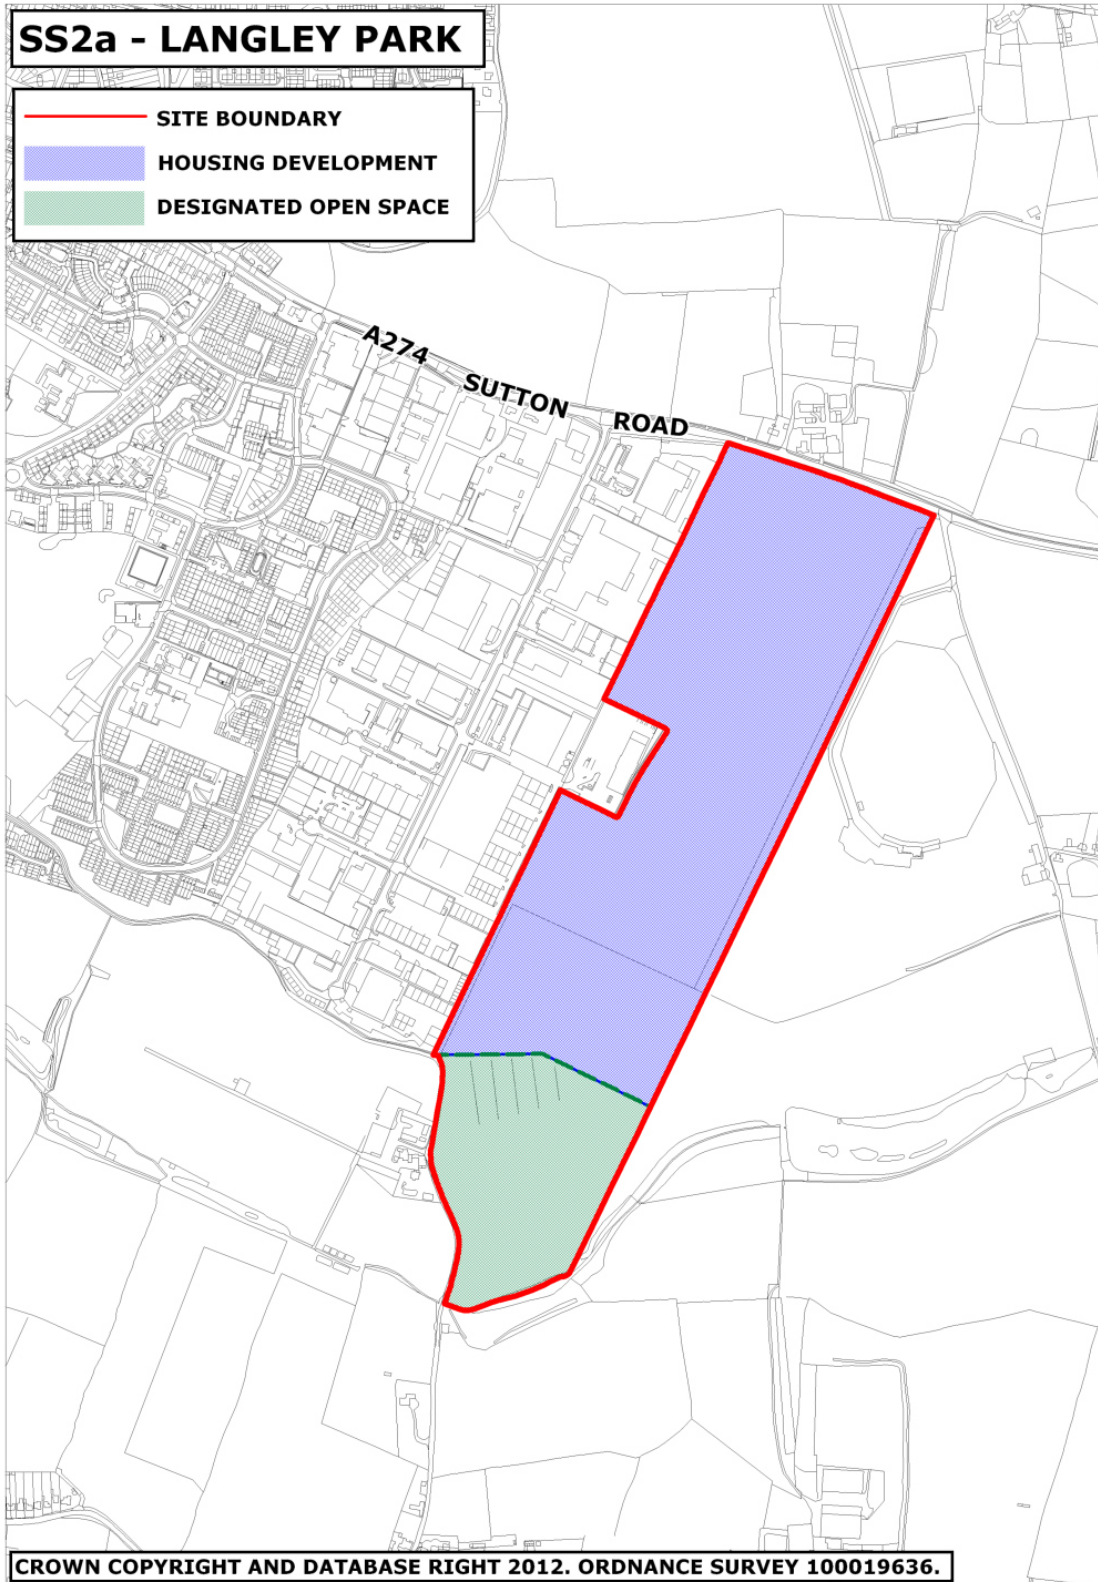 SS2a - LANGLEY PARK
SITE BOUNDARY
HOUSING DEVELOPMENT
DESIGNATED OPEN SPACE
A274 SUTTON ROAD
CROWN COPYRIGHT AND DATABASE RIGHT 2012. ORDNANCE SURVEY 100019636.